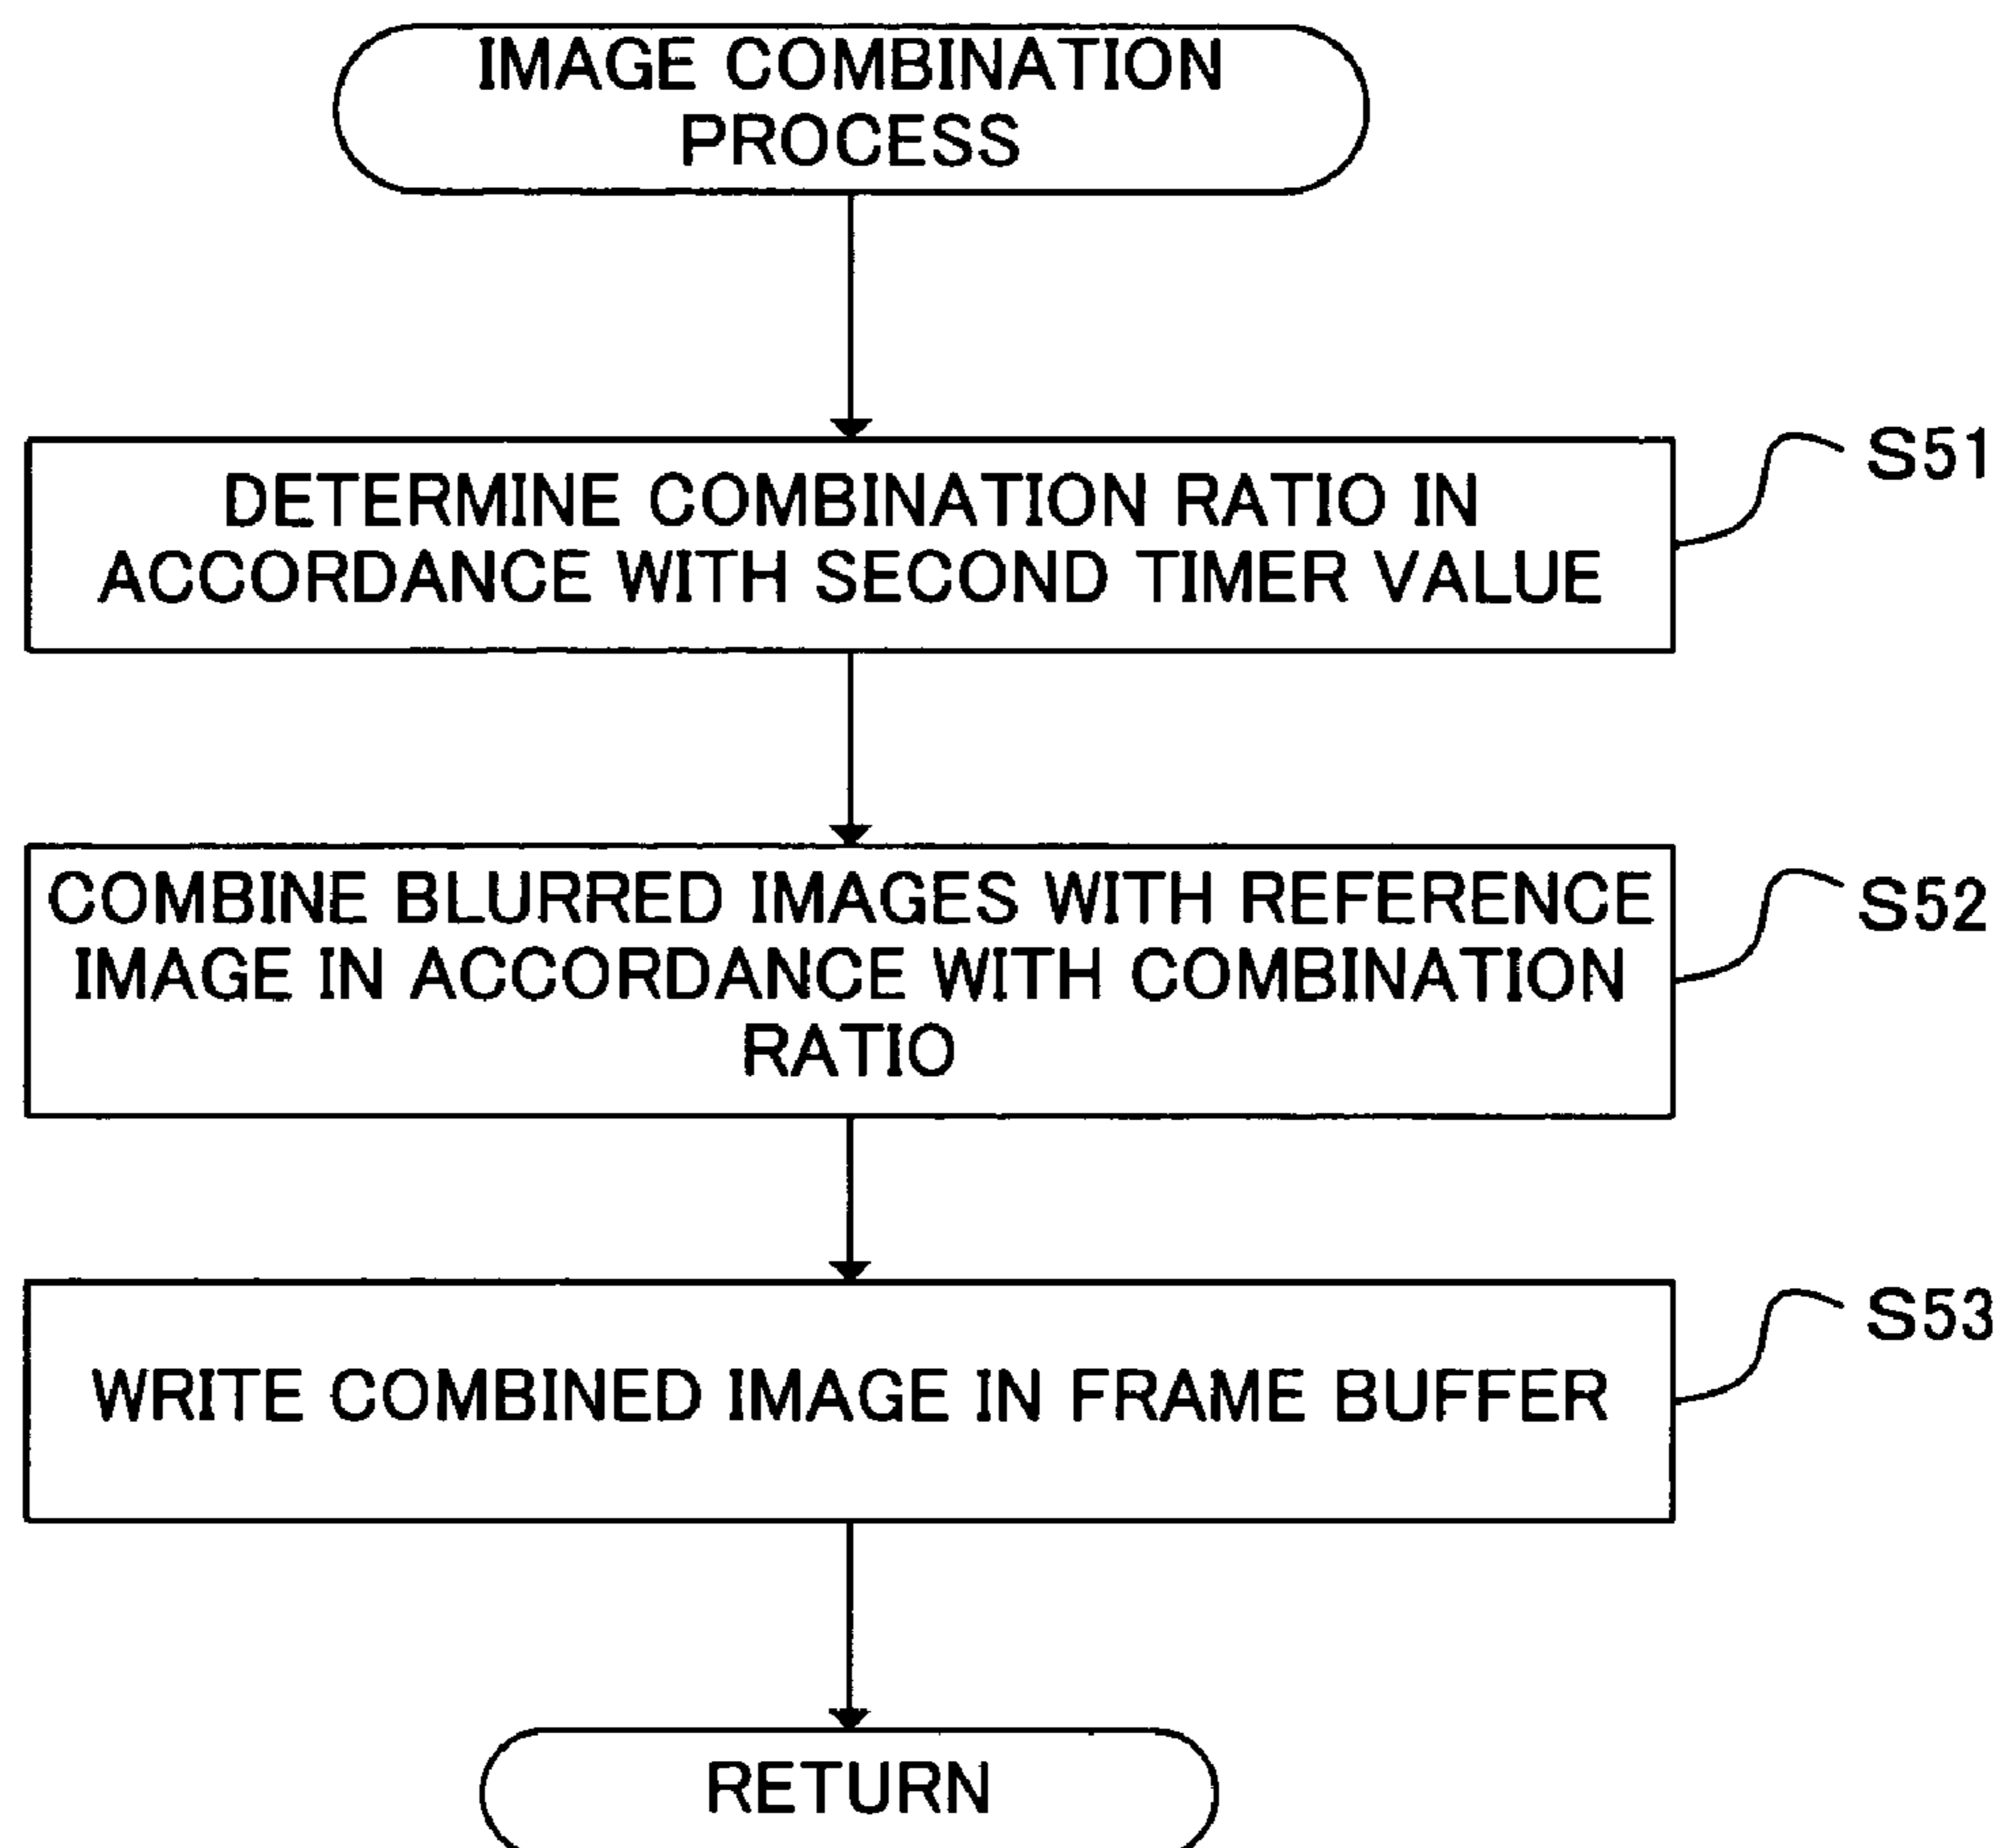 IMAGE COMBINATION
PROCESS
DETERMINE COMBINATION RATIO IN
ACCORDANCE WITH SECOND TIMER VALUE
S51
COMBINE BLURRED IMAGES WITH REFERENCE
IMAGE IN ACCORDANCE WITH COMBINATION
RATIO
S52
WRITE COMBINED IMAGE IN FRAME BUFFER
S53
RETURN